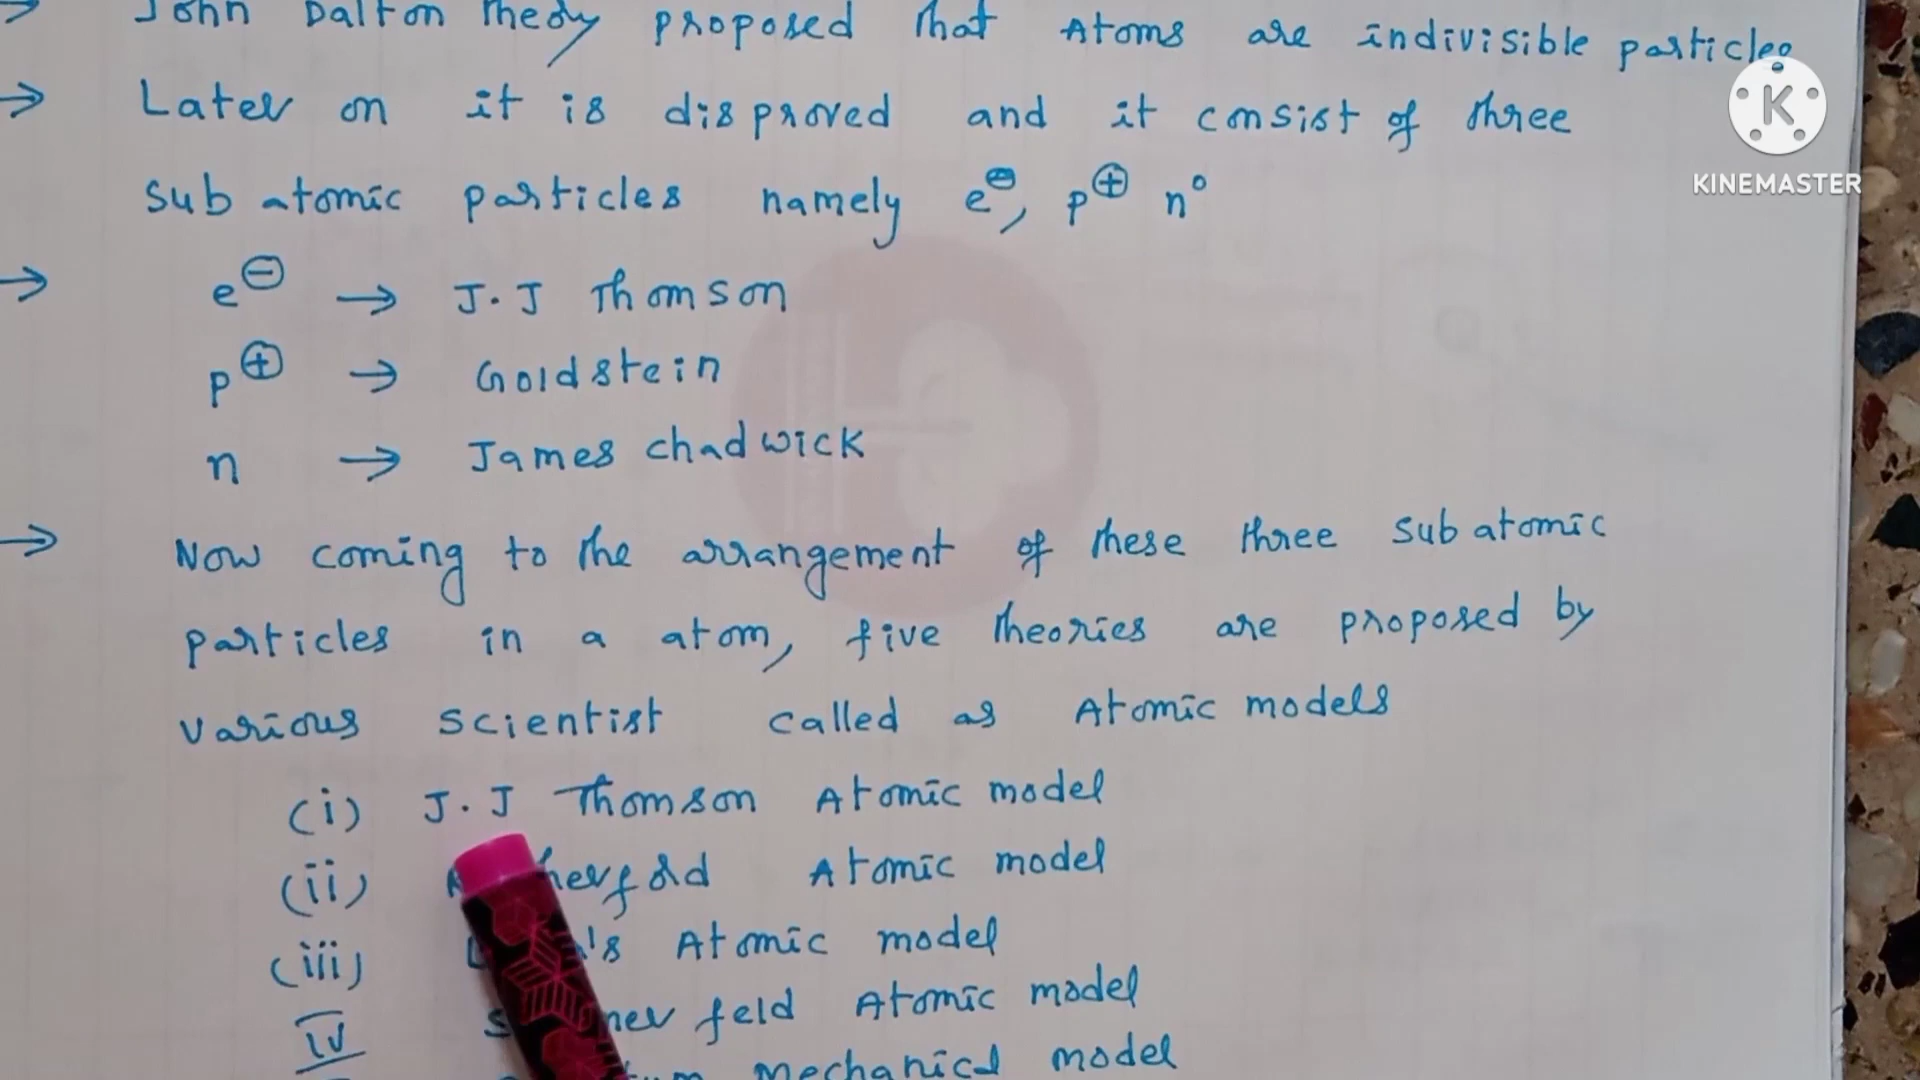 → John Dalton theory proposed that Atoms are indivisible particles
→ Later on it is disproved and it consist of three
sub atomic particles namely e⊖, p⊕ n°
→ e⊖ → J.J Thomson
p⊕ → Goldstein
n → James chadwick
→ Now coming to the arrangement of these three subatomic
particles in a atom, five theories are proposed by
various scientist called as Atomic models
(i) J.J Thomson Atomic model
(ii) Atomic model
(iii) Atomic model
IV Atomic model
Mechanical model
KINEMASTER